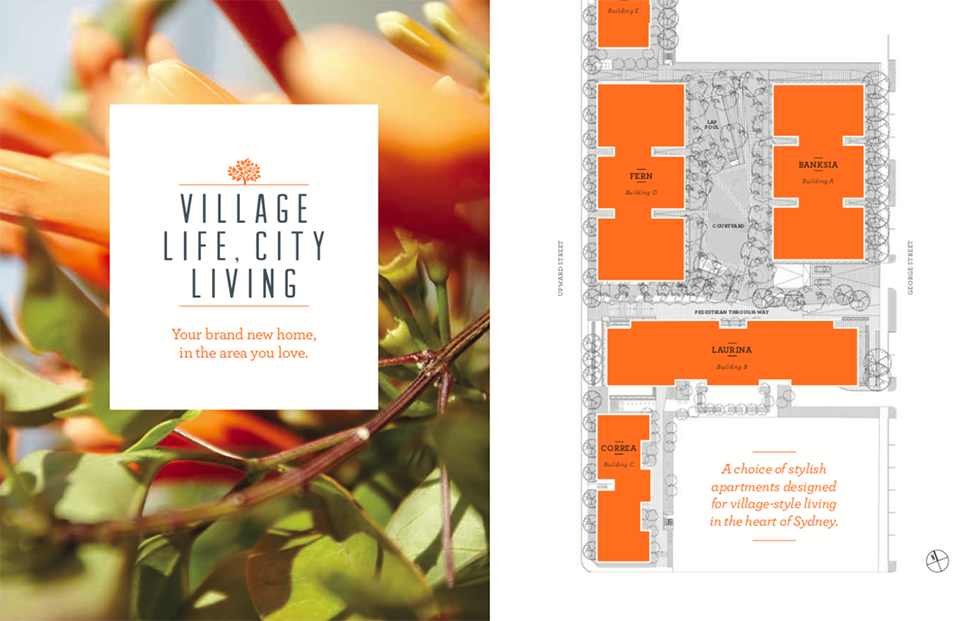 VILLAGE
LIFE, CITY
LIVING
Your brand new home,
in the area you love.
Building E
LAP
POOL
FERN
Building D
BANKSIA
Building A
COURTYARD
UPWARD STREET
GEORGE STREET
PEDESTRIAN THROUGH-WAY
LAURINA
Building B
CORREA
Building C
A choice of stylish
apartments designed
for village-style living
in the heart of Sydney.
N